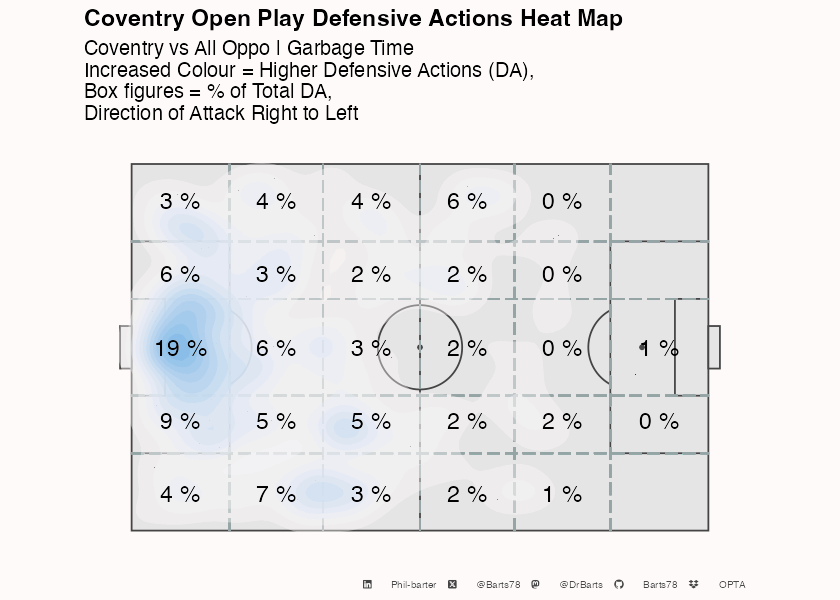 Coventry Open Play Defensive Actions Heat Map
Coventry vs All Oppo | Garbage Time
Increased Colour = Higher Defensive Actions (DA),
Box figures = % of Total DA,
Direction of Attack Right to Left
3 % 4 % 4 % 6 % 0 %
6 % 3 % 2 % 2 % 0 %
19 % 6 % 3 % 2 % 0 % 1 %
9 % 5 % 5 % 2 % 2 % 0 %
4 % 7 % 3 % 2 % 1 %
Phil-barter @Barts78 @DrBarts Barts78 OPTA